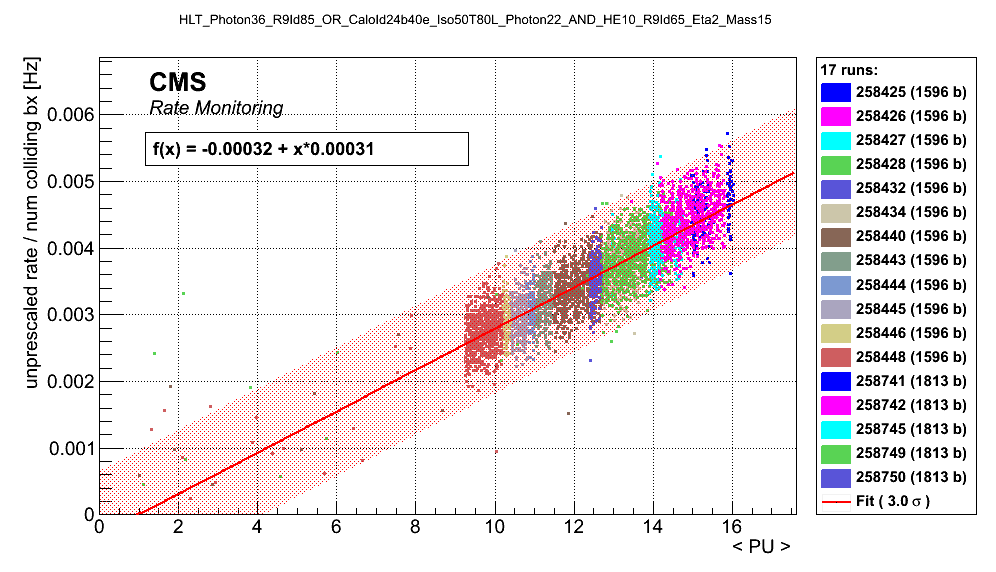 HLT_Photon36_R9Id85_OR_CaloId24b40e_Iso50T80L_Photon22_AND_HE10_R9Id65_Eta2_Mass15
unprescaled rate / num colliding bx [Hz]
CMS
Rate Monitoring
f(x) = -0.00032 + x*0.00031
0.006
0.005
0.004
0.003
0.002
0.001
0
0 2 4 6 8 10 12 14 16
< PU >
17 runs:
258425 (1596 b)
258426 (1596 b)
258427 (1596 b)
258428 (1596 b)
258432 (1596 b)
258434 (1596 b)
258440 (1596 b)
258443 (1596 b)
258444 (1596 b)
258445 (1596 b)
258446 (1596 b)
258448 (1596 b)
258741 (1813 b)
258742 (1813 b)
258745 (1813 b)
258749 (1813 b)
258750 (1813 b)
Fit ( 3.0 σ )